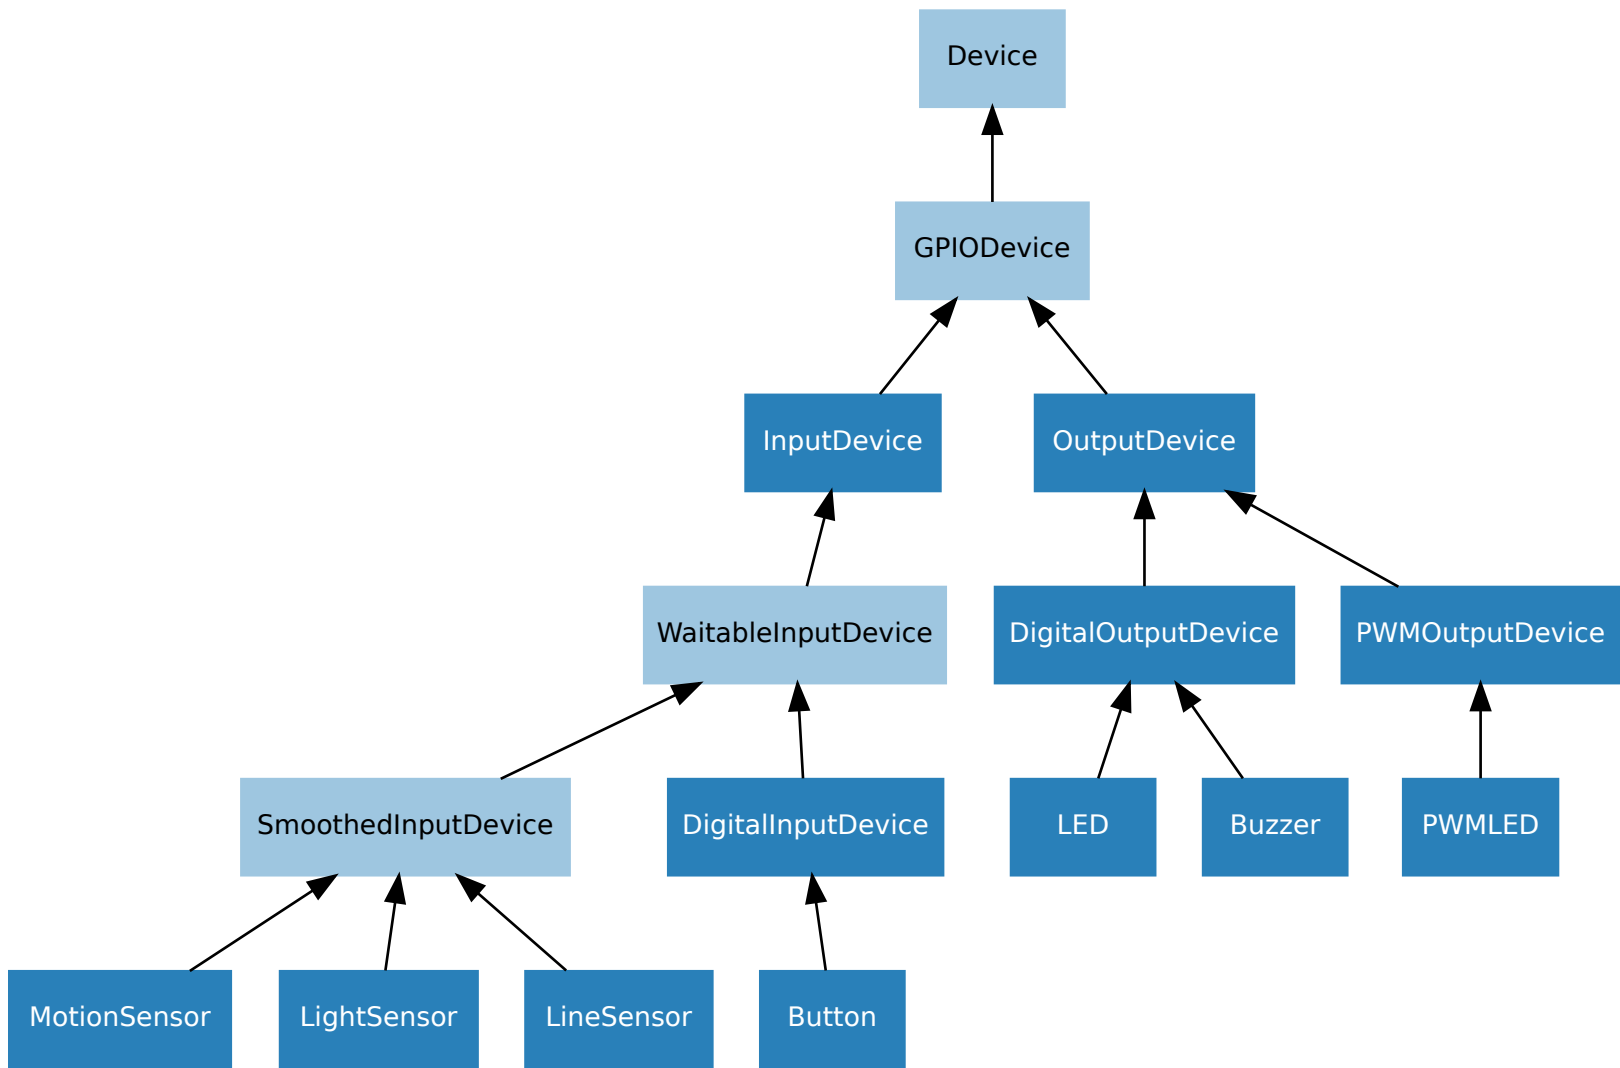 Device
GPIODevice
InputDevice
OutputDevice
WaitableInputDevice
DigitalOutputDevice
PWMOutputDevice
SmoothedInputDevice
DigitalInputDevice
LED
Buzzer
PWMLED
MotionSensor
LightSensor
LineSensor
Button